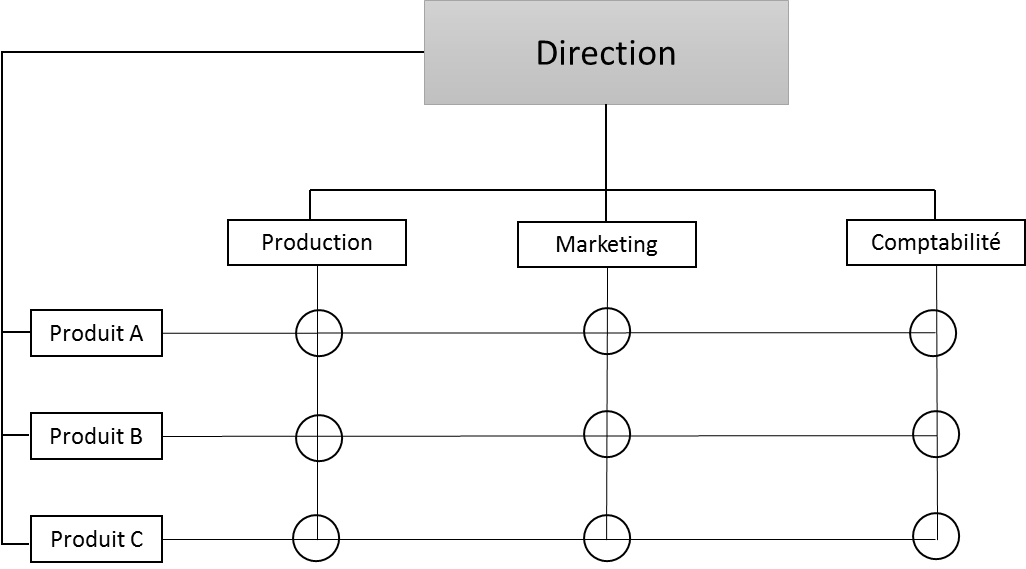 Direction
Production
Marketing
Comptabilité
Produit A
Produit B
Produit C